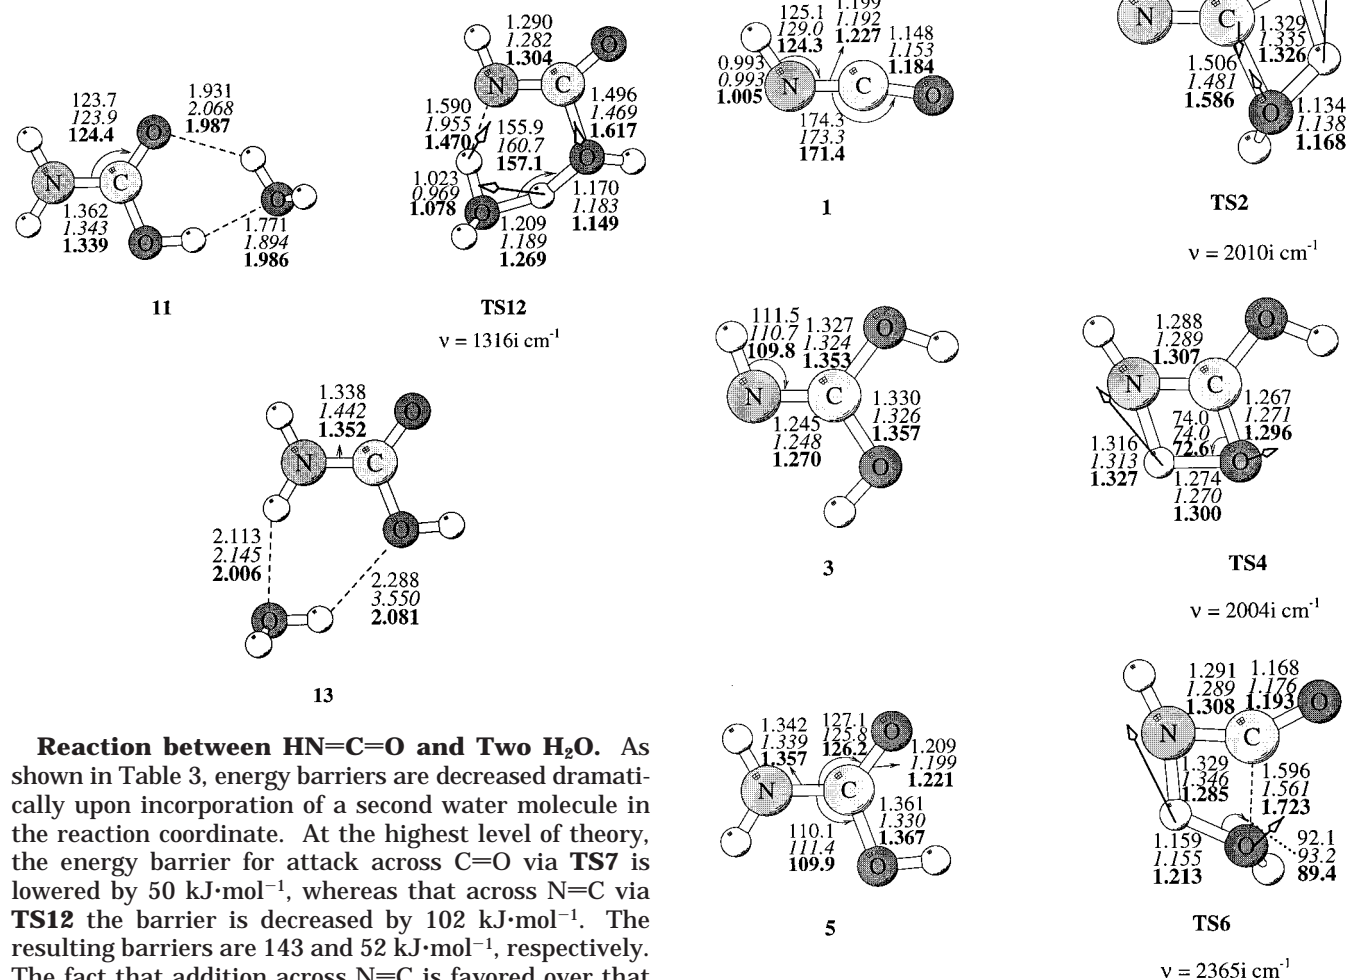 123.7
123.9
124.4
1.931
2.068
1.987
O
N
C
O
O
1.362
1.343
1.339
1.771
1.894
1.986
11
1.290
1.282
1.304
O
N
C
1.590
1.955
1.470
155.9
160.7
157.1
1.496
1.469
1.617
O
1.023
0.969
1.078
O
1.170
1.183
1.149
1.209
1.189
1.269
TS12
ν = 1316i cm-1
1.338
1.442
1.352
O
N
C
O
2.113
2.145
2.006
2.288
3.550
2.081
O
13
Reaction between HN=C=O and Two H2O. As
shown in Table 3, energy barriers are decreased dramati-
cally upon incorporation of a second water molecule in
the reaction coordinate. At the highest level of theory,
the energy barrier for attack across C=O via TS7 is
lowered by 50 kJ·mol−1, whereas that across N=C via
TS12 the barrier is decreased by 102 kJ·mol−1. The
resulting barriers are 143 and 52 kJ·mol−1, respectively.
The fact that addition across N=C is favored over that
125.1
129.0
124.3
1.199
1.192
1.227
1.148
1.153
1.184
0.993
0.993
1.005
N
C
O
174.3
173.3
171.4
1
N
C
1.329
1.335
1.326
1.506
1.481
1.586
O
1.134
1.138
1.168
TS2
ν = 2010i cm-1
111.5
110.7
109.8
1.327
1.324
1.353
O
N
C
1.245
1.248
1.270
1.330
1.326
1.357
O
3
1.288
1.289
1.307
O
N
C
74.0
74.0
72.6
1.267
1.271
1.296
1.316
1.313
1.327
O
1.274
1.270
1.300
TS4
ν = 2004i cm-1
1.342
1.339
1.357
127.1
125.8
126.2
O
1.209
1.199
1.221
N
C
110.1
111.4
109.9
1.361
1.330
1.367
O
5
1.291
1.289
1.308
1.168
1.176
1.193
O
N
C
1.329
1.346
1.285
1.596
1.561
1.723
1.159
1.155
1.213
O
92.1
93.2
89.4
TS6
ν = 2365i cm-1